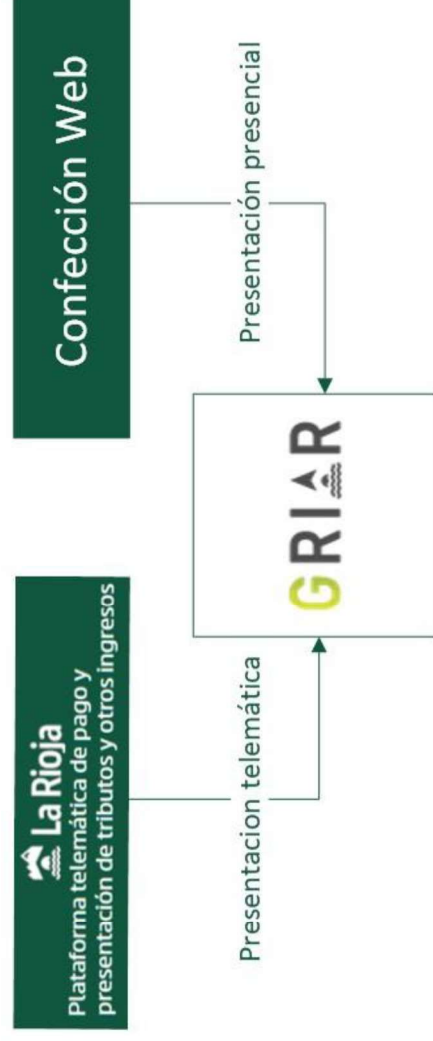 La Rioja
Plataforma telemática de pago y
presentación de tributos y otros ingresos
Confección Web
Presentacion telemática
Presentación presencial
GRIAR